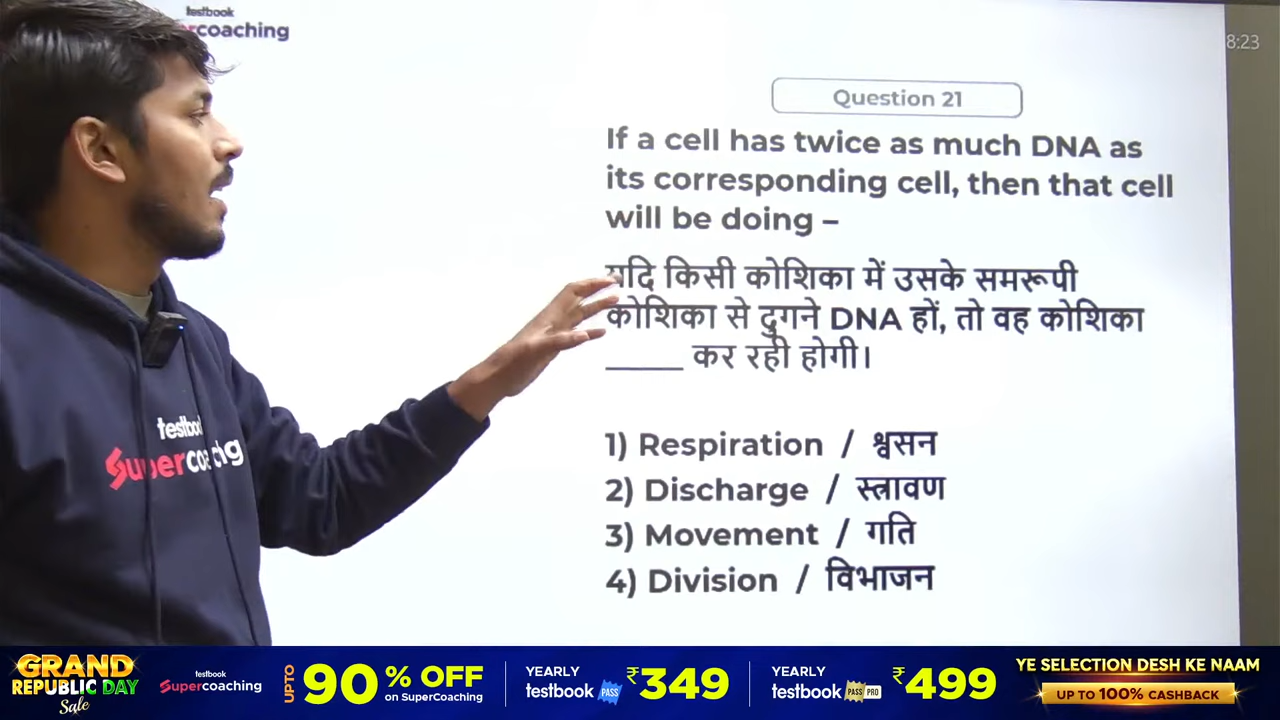 testbook
rcoaching
8:23
Question 21
If a cell has twice as much DNA as
its corresponding cell, then that cell
will be doing –
यदि किसी कोशिका में उसके समरूपी
कोशिका से दुगने DNA हों, तो वह कोशिका
_____ कर रही होगी।
1) Respiration / श्वसन
2) Discharge / स्त्रावण
3) Movement / गति
4) Division / विभाजन
testboo
Supercoching
GRAND
REPUBLIC DAY
Sale
testbook
Supercoaching
UPTO
90% OFF
on SuperCoaching
YEARLY
testbook PASS
₹349
YEARLY
testbook PASS PRO
₹499
YE SELECTION DESH KE NAAM
UP TO 100% CASHBACK